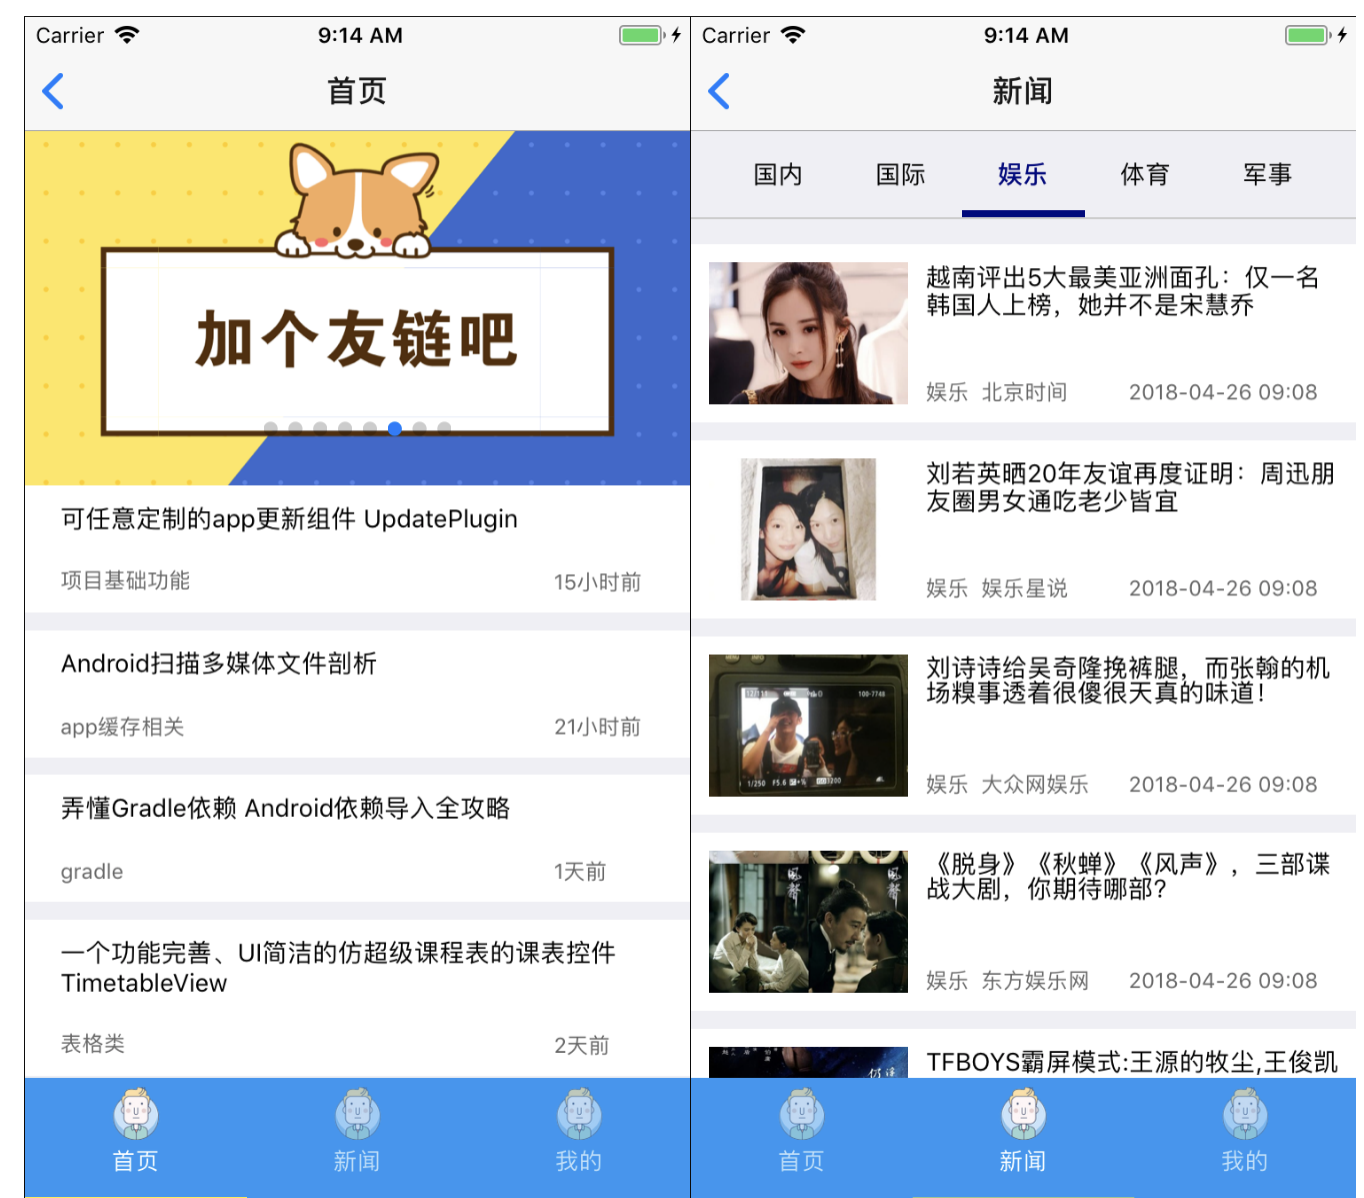 Carrier 9:14 AM
首页
加个友链吧
可任意定制的app更新组件 UpdatePlugin
项目基础功能 15小时前
Android扫描多媒体文件剖析
app缓存相关 21小时前
弄懂Gradle依赖 Android依赖导入全攻略
gradle 1天前
一个功能完善、UI简洁的仿超级课程表的课表控件
TimetableView
表格类 2天前
首页 新闻 我的
Carrier 9:14 AM
新闻
国内 国际 娱乐 体育 军事
越南评出5大最美亚洲面孔：仅一名
韩国人上榜，她并不是宋慧乔
娱乐 北京时间 2018-04-26 09:08
刘若英晒20年友谊再度证明：周迅朋
友圈男女通吃老少皆宜
娱乐 娱乐星说 2018-04-26 09:08
12/111 100-7748
1/250 F5.6 ISO3200
刘诗诗给吴奇隆挽裤腿，而张翰的机
场糗事透着很傻很天真的味道！
娱乐 大众网娱乐 2018-04-26 09:08
风声
风声
《脱身》《秋蝉》《风声》，三部谍
战大剧，你期待哪部？
娱乐 东方娱乐网 2018-04-26 09:08
TFBOYS霸屏模式:王源的牧尘,王俊凯
首页 新闻 我的